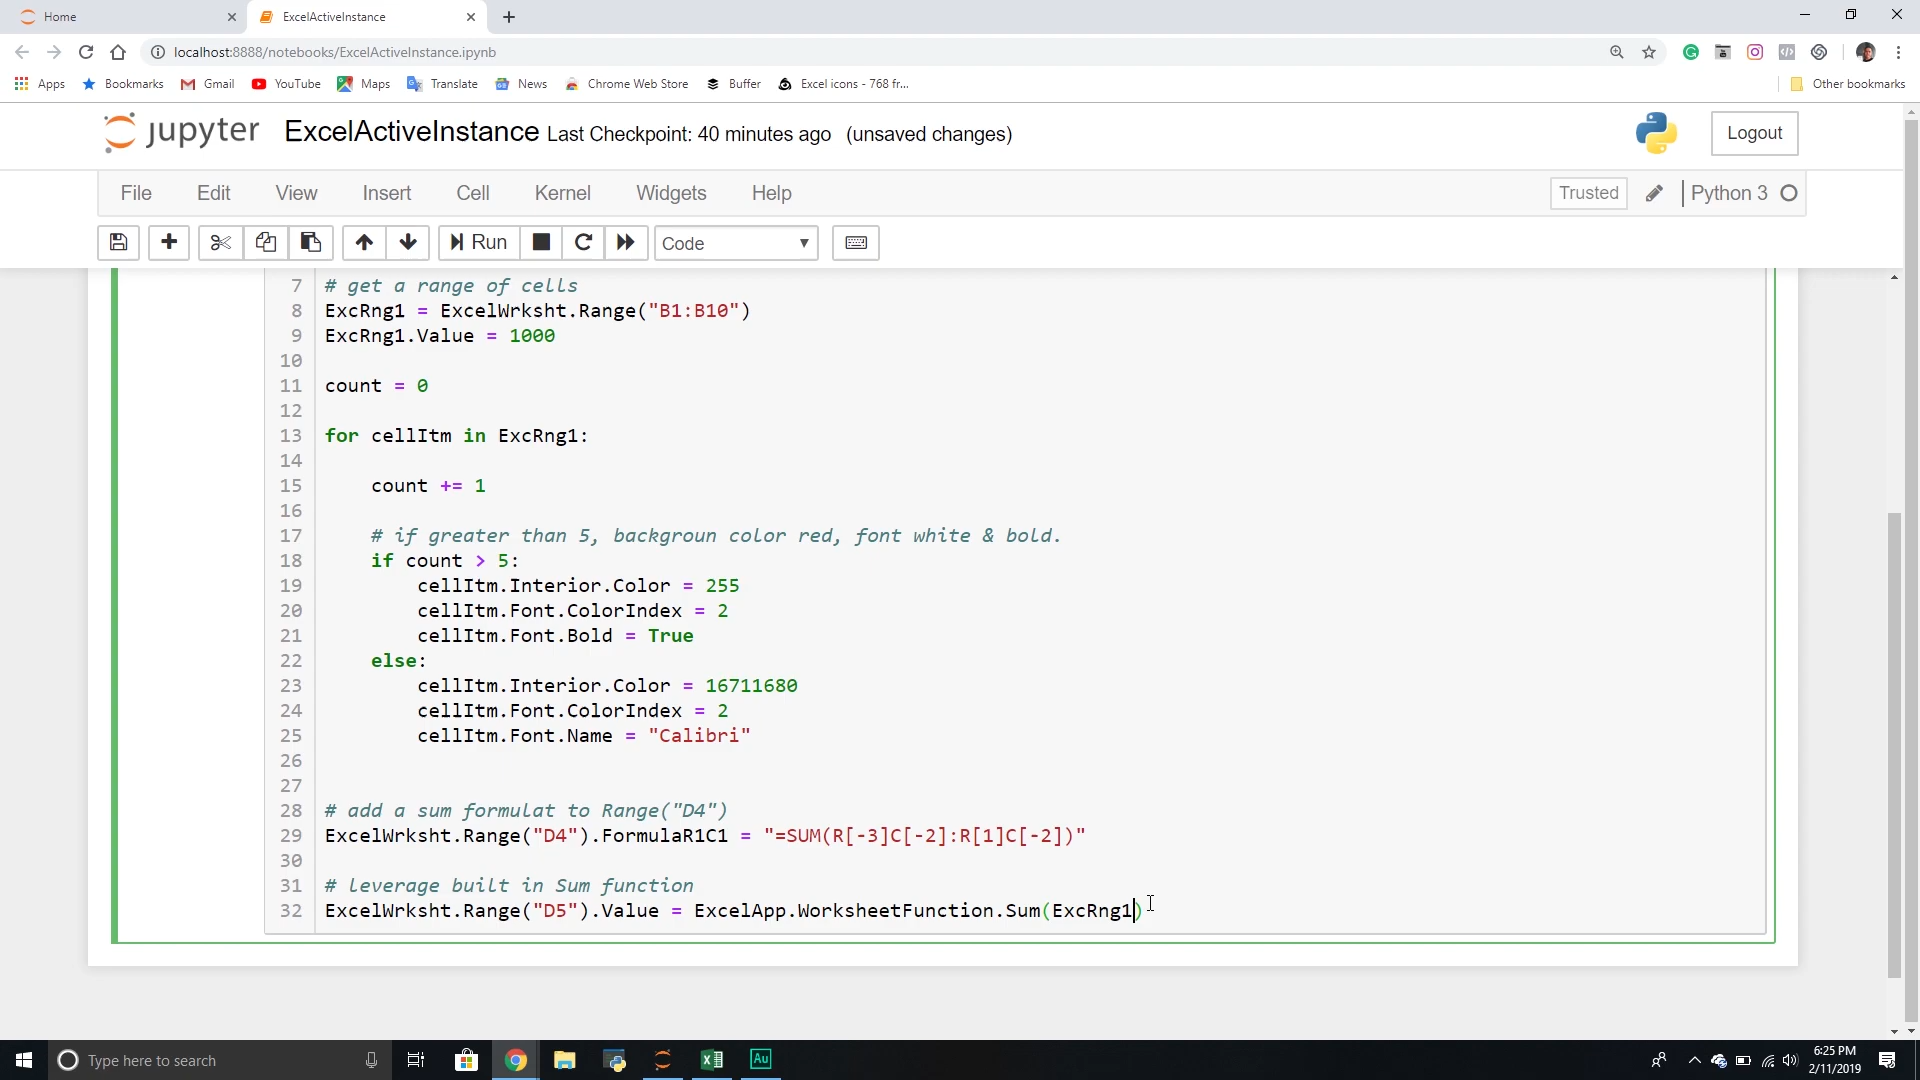 Home
ExcelActiveInstance
localhost:8888/notebooks/ExcelActiveInstance.ipynb
Apps Bookmarks Gmail YouTube Maps Translate News Chrome Web Store Buffer Excel icons - 768 fr... Other bookmarks
jupyter ExcelActiveInstance Last Checkpoint: 40 minutes ago (unsaved changes)
Logout
File Edit View Insert Cell Kernel Widgets Help
Trusted Python 3
Run Code
7 # get a range of cells
8 ExcRng1 = ExcelWrksht.Range("B1:B10")
9 ExcRng1.Value = 1000
10
11 count = 0
12
13 for cellItm in ExcRng1:
14
15 count += 1
16
17 # if greater than 5, backgroun color red, font white & bold.
18 if count > 5:
19 cellItm.Interior.Color = 255
20 cellItm.Font.ColorIndex = 2
21 cellItm.Font.Bold = True
22 else:
23 cellItm.Interior.Color = 16711680
24 cellItm.Font.ColorIndex = 2
25 cellItm.Font.Name = "Calibri"
26
27
28 # add a sum formulat to Range("D4")
29 ExcelWrksht.Range("D4").FormulaR1C1 = "=SUM(R[-3]C[-2]:R[1]C[-2])"
30
31 # leverage built in Sum function
32 ExcelWrksht.Range("D5").Value = ExcelApp.WorksheetFunction.Sum(ExcRng1)
Type here to search
Au
6:25 PM
2/11/2019